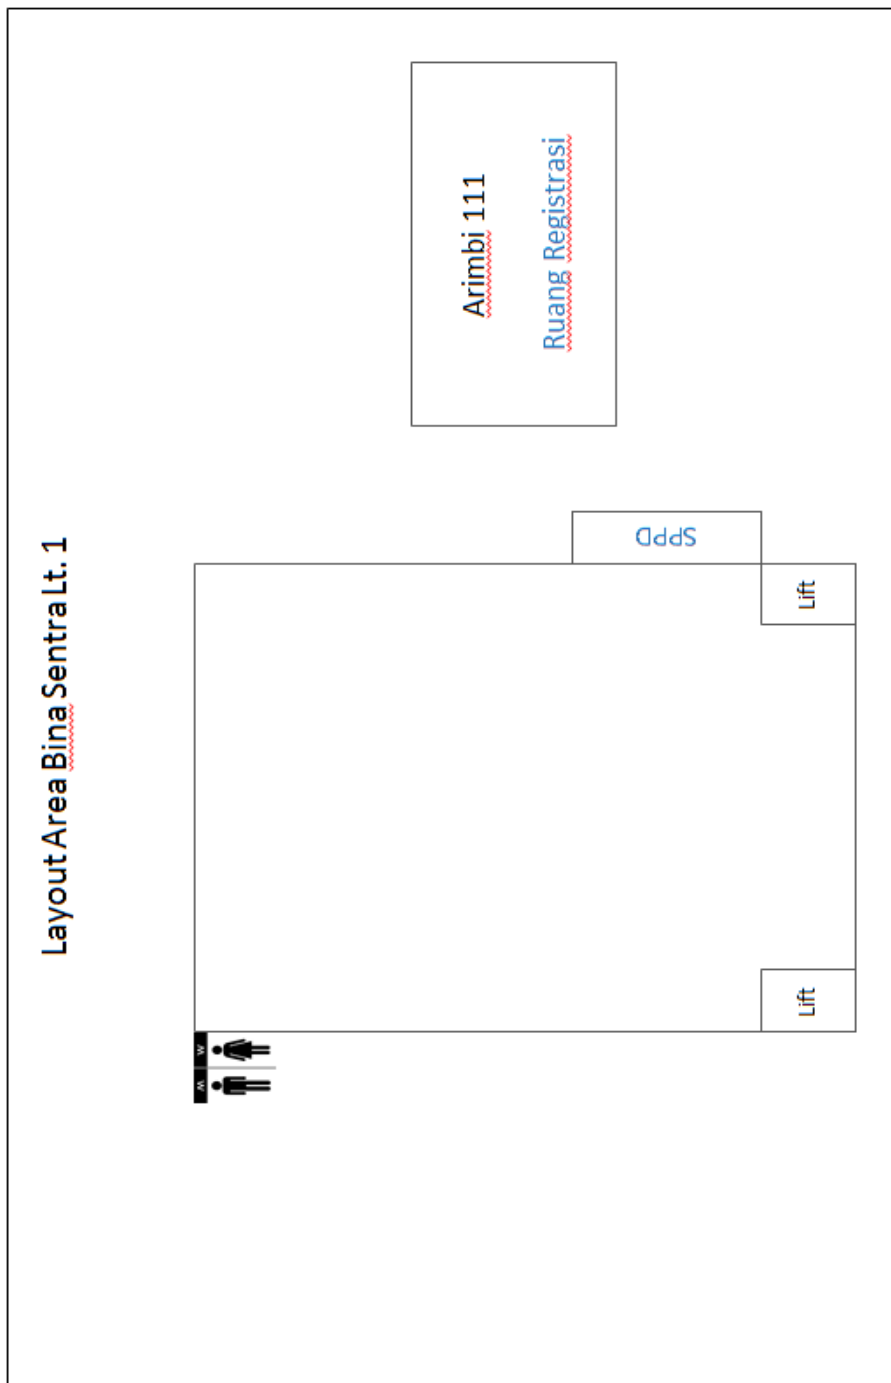 Layout Area Bina Sentra Lt. 1
Arimbi 111
Ruang Registrasi
SPPD
Lift
Lift